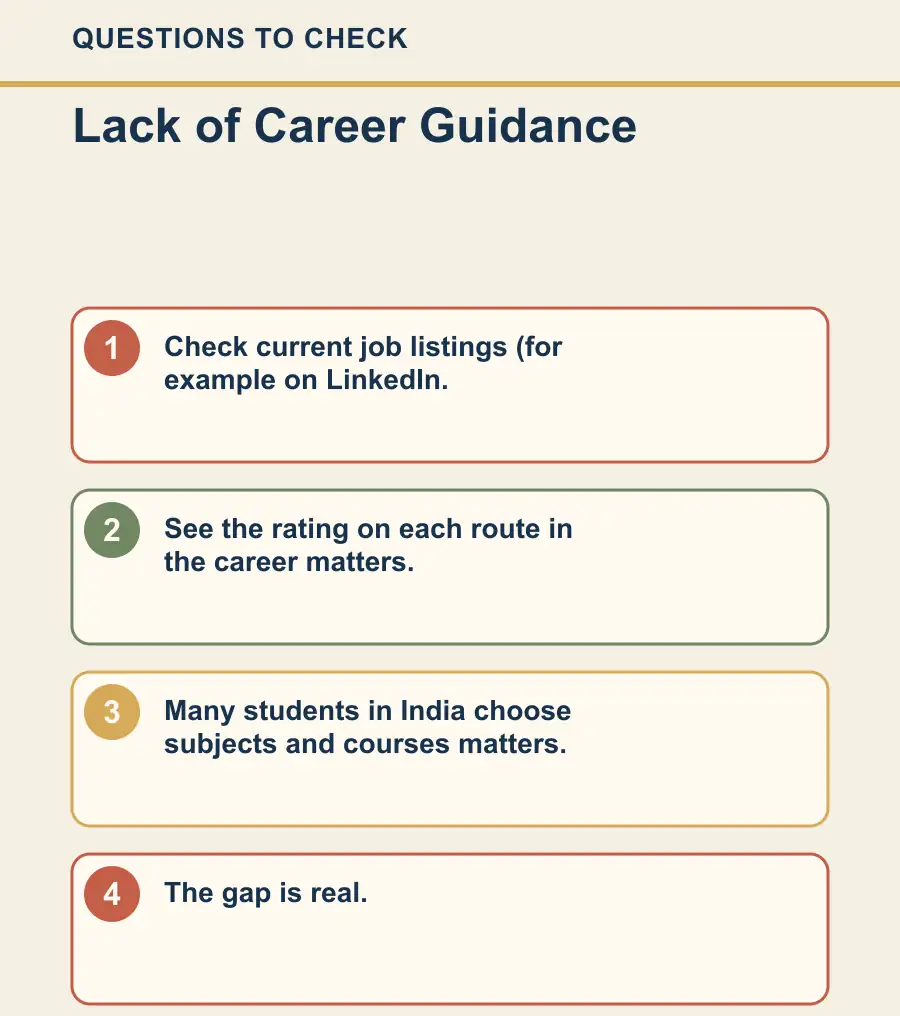 QUESTIONS TO CHECK
Lack of Career Guidance
1
Check current job listings (for
example on LinkedIn.
2
See the rating on each route in
the career matters.
3
Many students in India choose
subjects and courses matters.
4
The gap is real.